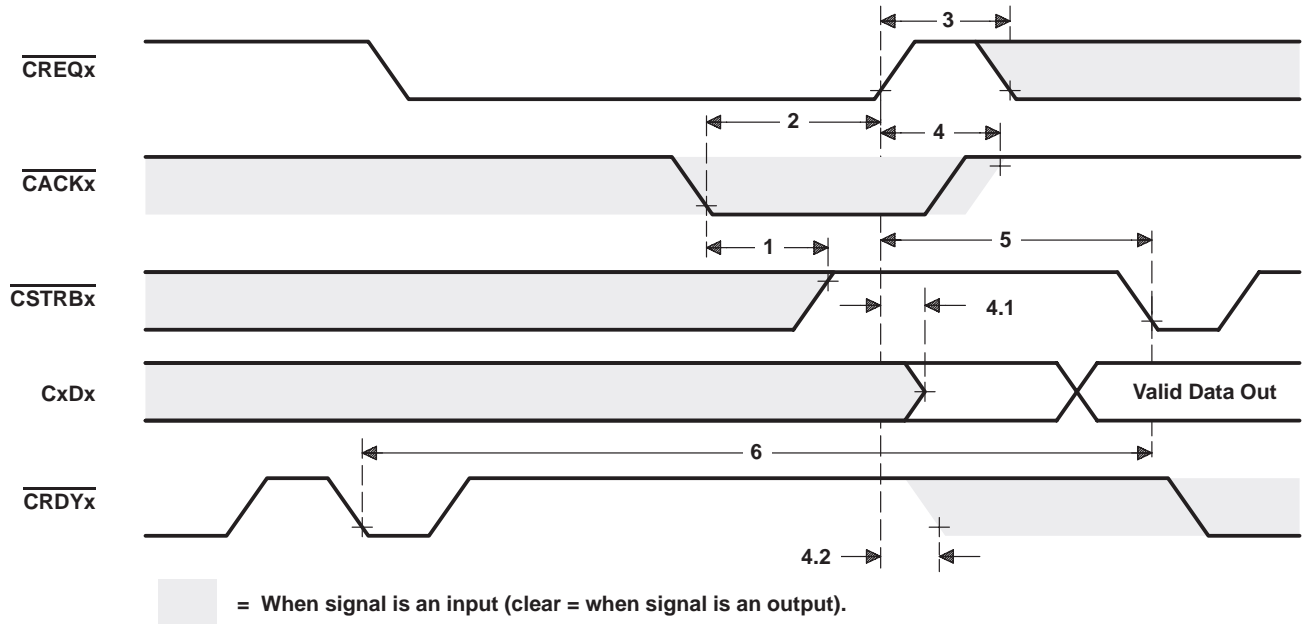 3
CREQx
2
4
CACKx
1
5
CSTRBx
4.1
CxDx
Valid Data Out
6
CRDYx
4.2
= When signal is an input (clear = when signal is an output).